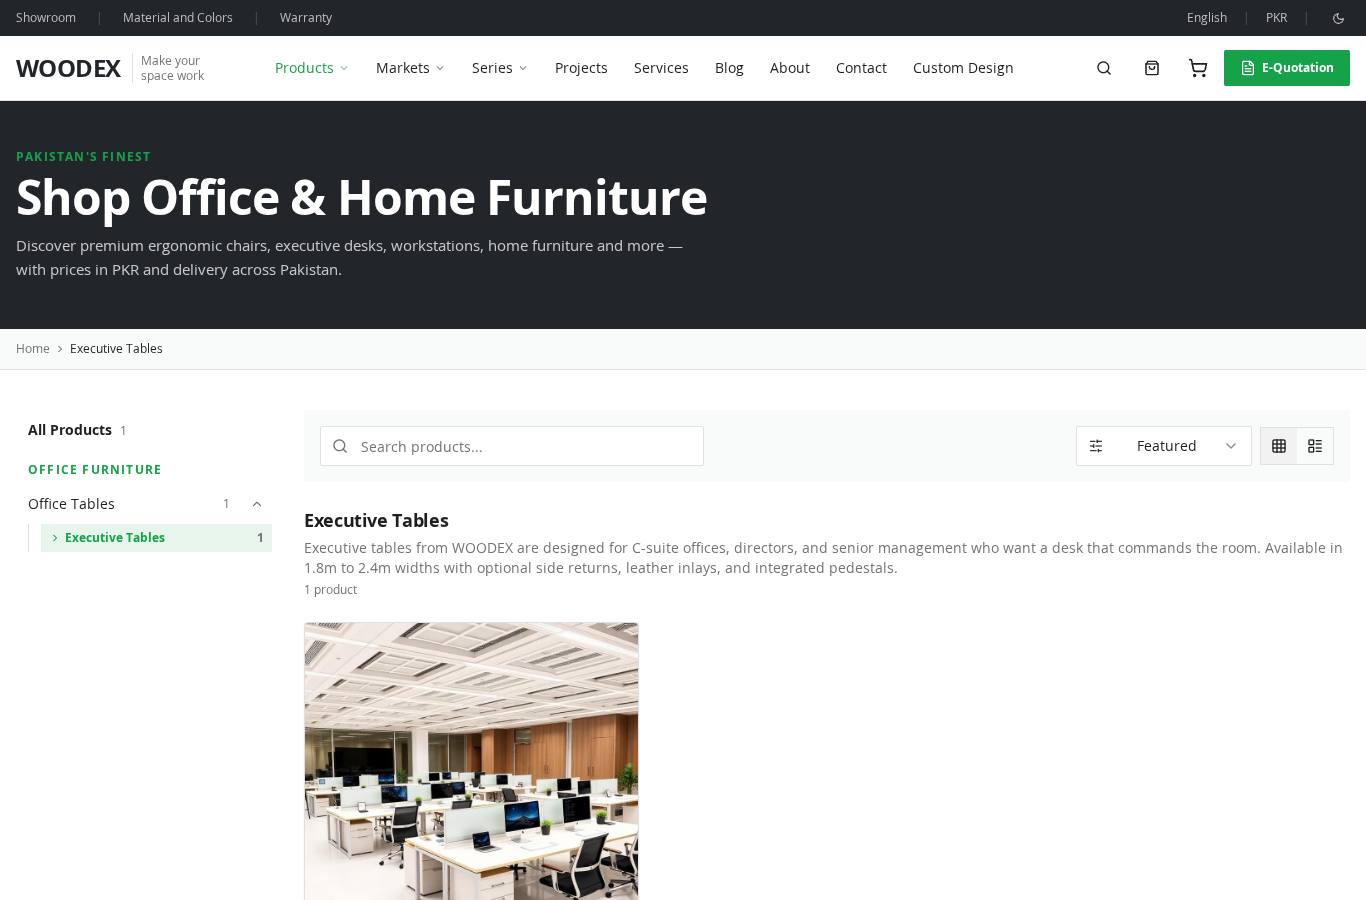 Showroom
Material and Colors
Warranty
English
PKR
WOODEX
Make your
space work
Products
Markets
Series
Projects
Services
Blog
About
Contact
Custom Design
E-Quotation
PAKISTAN'S FINEST
Shop Office & Home Furniture
Discover premium ergonomic chairs, executive desks, workstations, home furniture and more —
with prices in PKR and delivery across Pakistan.
Home
Executive Tables
All Products 1
OFFICE FURNITURE
Office Tables 1
Executive Tables 1
Search products...
Featured
Executive Tables
Executive tables from WOODEX are designed for C-suite offices, directors, and senior management who want a desk that commands the room. Available in
1.8m to 2.4m widths with optional side returns, leather inlays, and integrated pedestals.
1 product